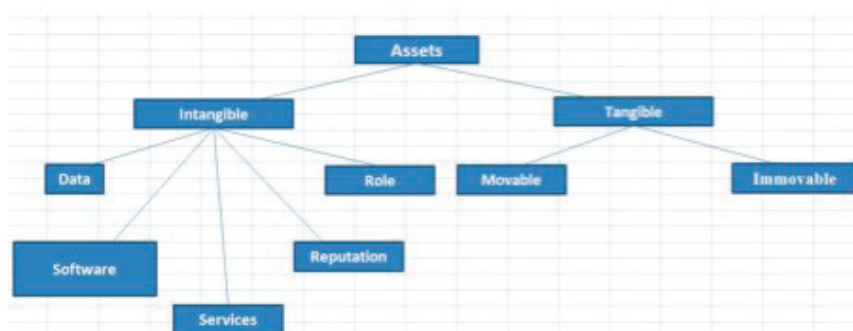 Assets
Intangible
Tangible
Data
Role
Movable
Immovable
Software
Reputation
Services